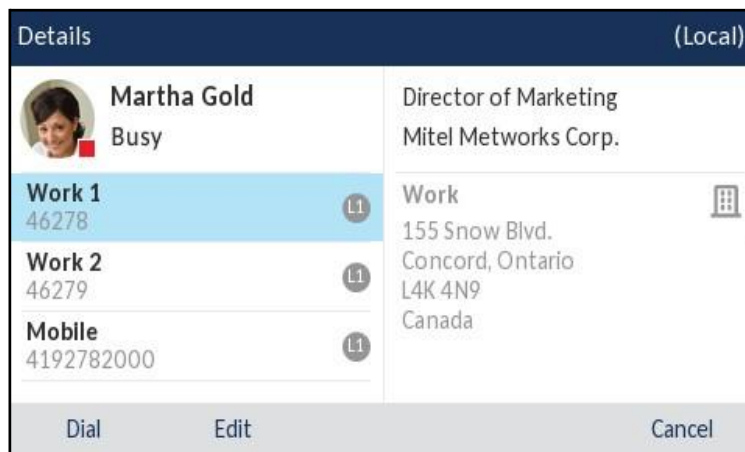 Details
(Local)
Martha Gold
Busy
Work 1
46278
L1
Work 2
46279
L1
Mobile
4192782000
L1
Director of Marketing
Mitel Metworks Corp.
Work
155 Snow Blvd.
Concord, Ontario
L4K 4N9
Canada
Dial
Edit
Cancel